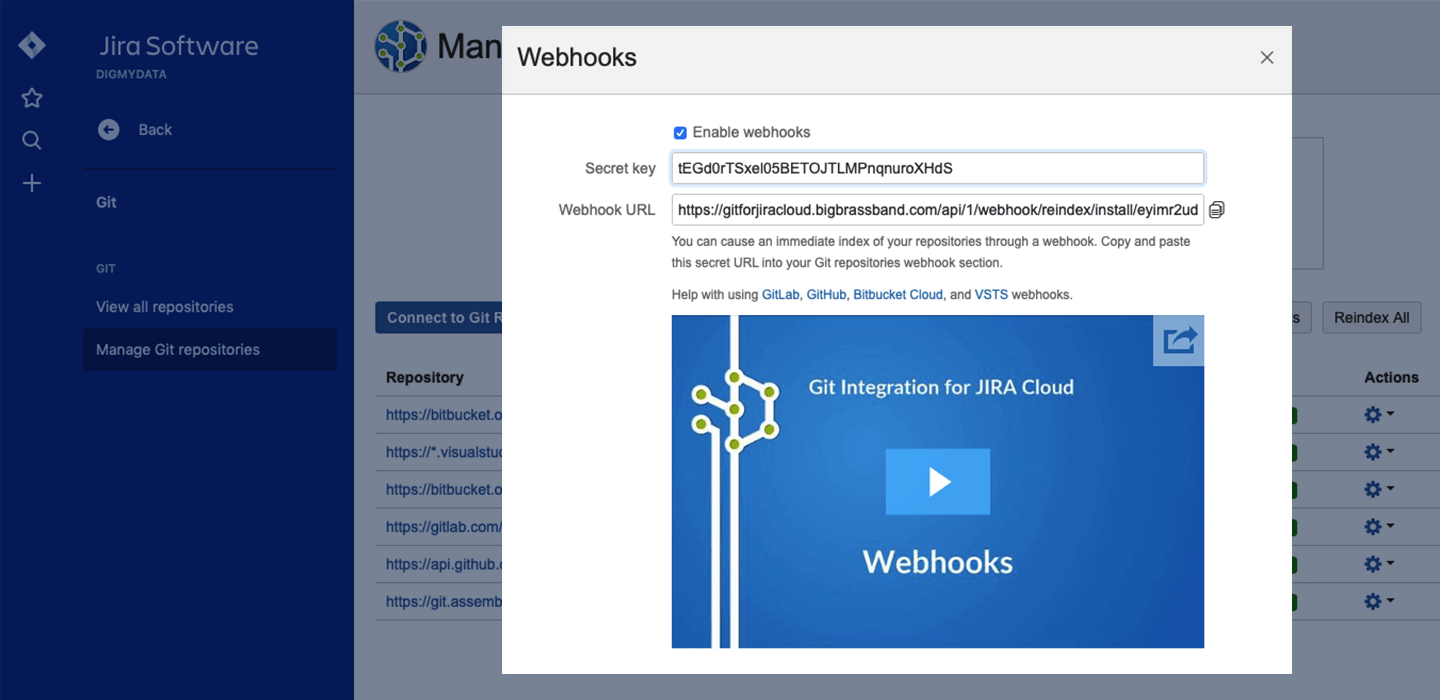 Jira Software
DIGMYDATA
Back
Git
GIT
View all repositories
Manage Git repositories
Man
Webhooks
Enable webhooks
Secret key
tEGd0rTSxel05BETOJTLMPnqnuroXHdS
Webhook URL
https://gitforjiracloud.bigbrassband.com/api/1/webhook/reindex/install/eyimr2ud
You can cause an immediate index of your repositories through a webhook. Copy and paste
this secret URL into your Git repositories webhook section.
Help with using GitLab, GitHub, Bitbucket Cloud, and VSTS webhooks.
Connect to Git R
s
Reindex All
Git Integration for JIRA Cloud
Webhooks
Repository
Actions
https://bitbucket.o
https://*.visualstud
https://bitbucket.o
https://gitlab.com/
https://api.github.c
https://git.assemb